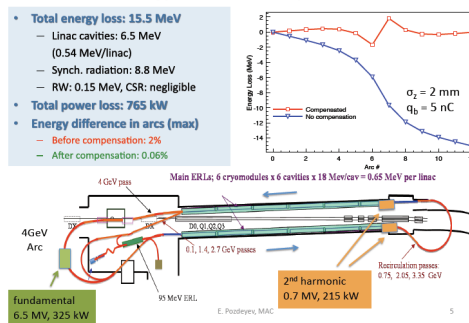 • Total energy loss: 15.5 MeV
– Linac cavities: 6.5 MeV
(0.54 MeV/linac)
– Synch. radiation: 8.8 MeV
– RW: 0.15 MeV, CSR: negligible
• Total power loss: 765 kW
• Energy difference in arcs (max)
– Before compensation: 2%
– After compensation: 0.06%
Energy Loss (MeV)
2
0
-2
-4
-6
-8
-10
-12
-14
0
2
4
6
8
10
Arc #
Compensated
No compensation
σz = 2 mm
qb = 5 nC
Main ERLs; 6 cryomodules x 6 cavities x 18 Mev/cav = 0.65 MeV per linac
4 GeV pass
4GeV
Arc
DX
DX
D0, Q1,Q2,Q3
0.1, 1.4, 2.7 GeV passes
95 MeV ERL
fundamental
6.5 MV, 325 kW
2nd harmonic
0.7 MV, 215 kW
Recirculation passes:
0.75, 2.05, 3.35 GeV
E. Pozdeyev, MAC
5